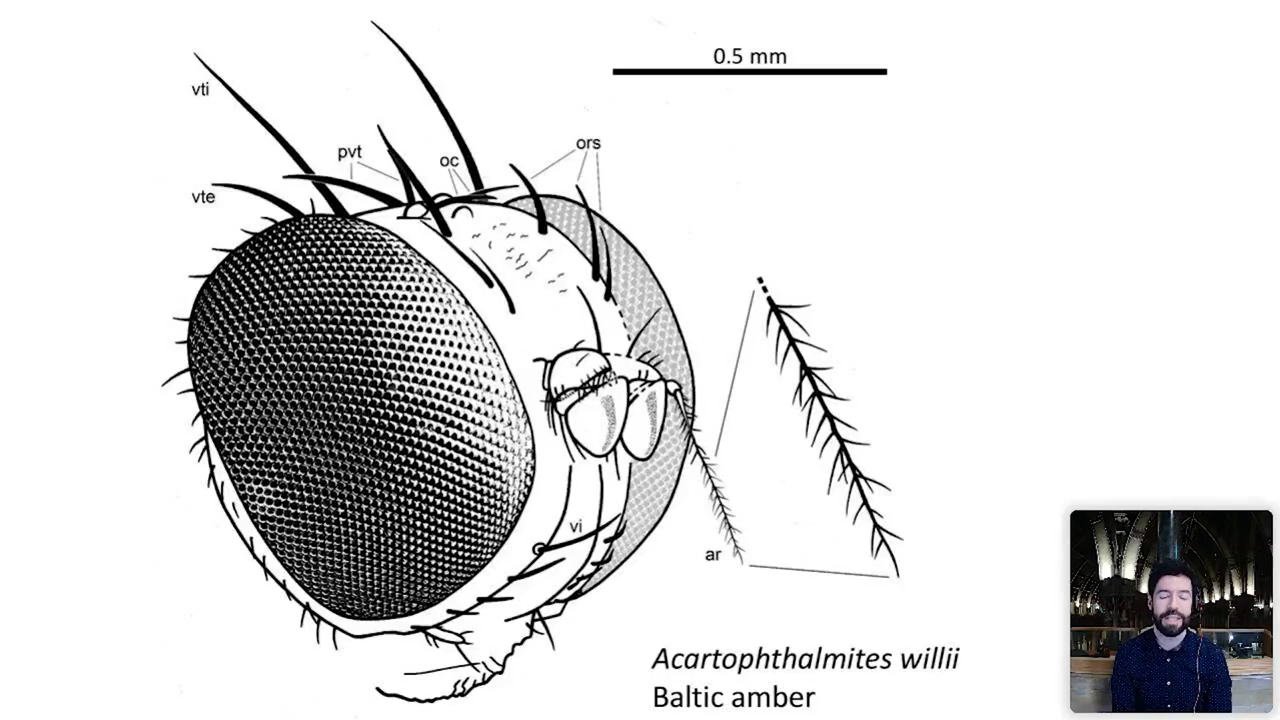 0.5 mm
vti
pvt
oc
ors
vte
vi
ar
Acartophthalmites willii
Baltic amber